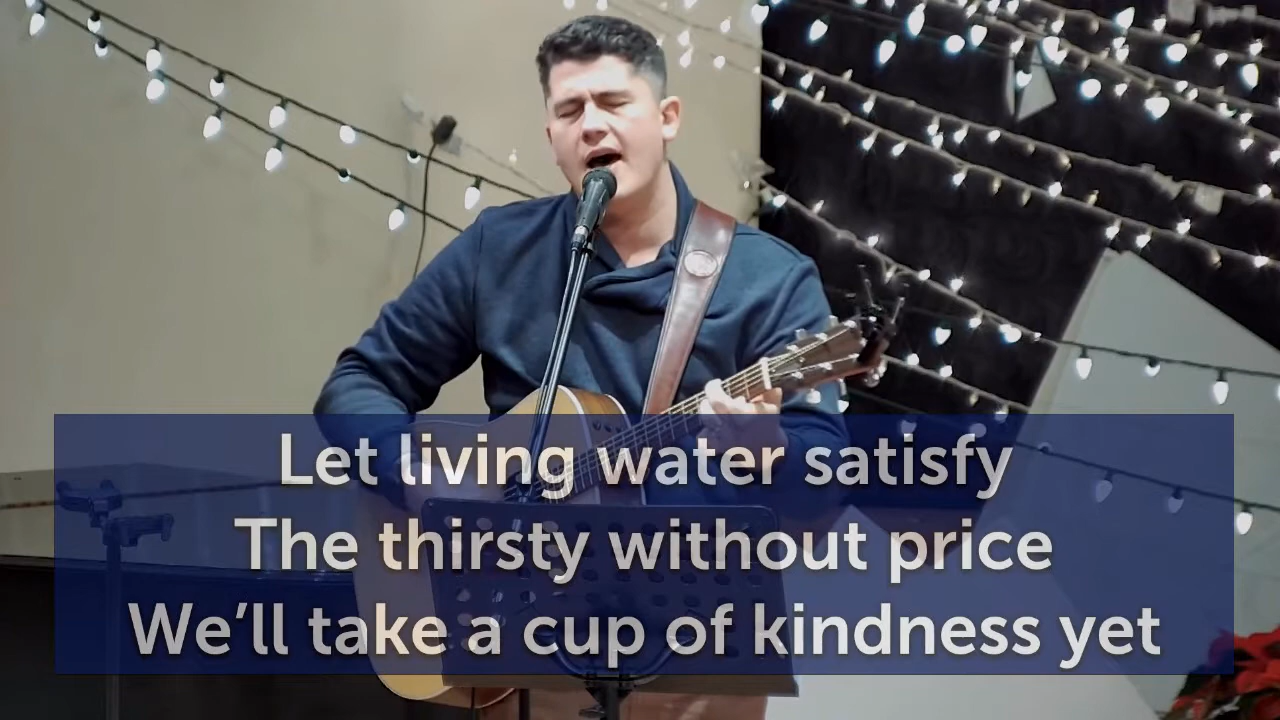 Let living water satisfy
The thirsty without price
We’ll take a cup of kindness yet